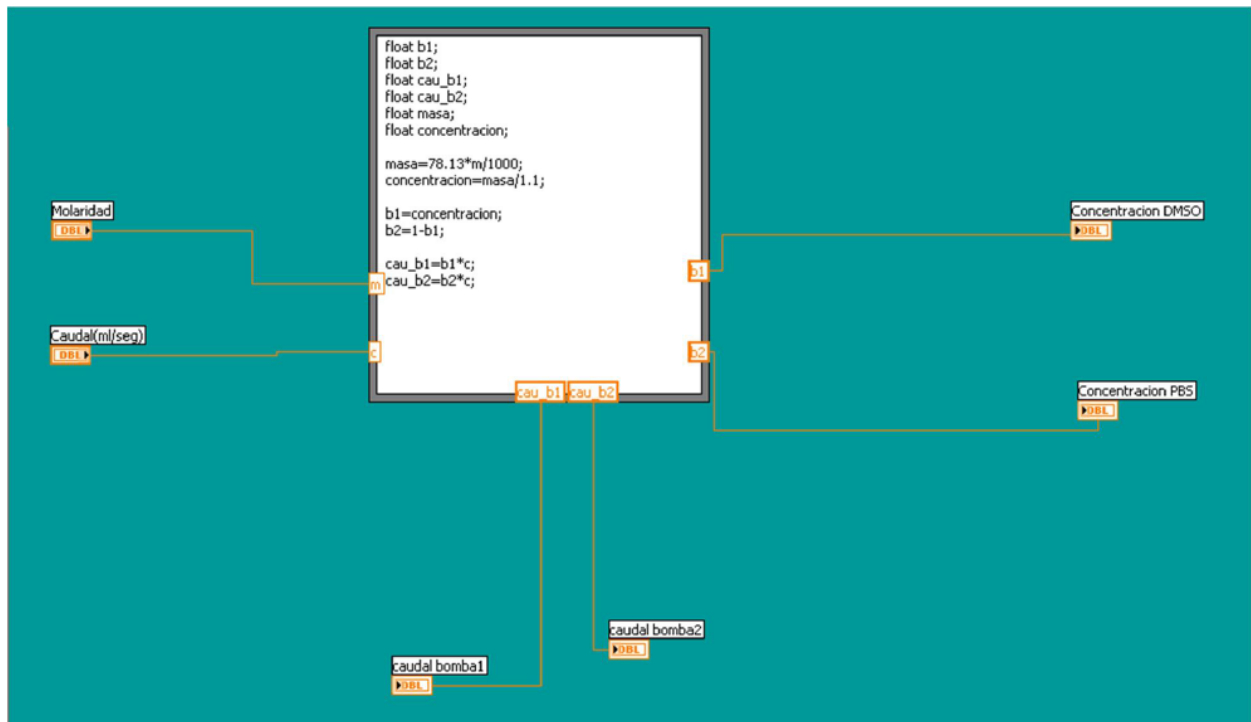 float b1;
float b2;
float cau_b1;
float cau_b2;
float masa;
float concentracion;
masa=78.13*m/1000;
concentracion=masa/1.1;
b1=concentracion;
b2=1-b1;
cau_b1=b1*c;
cau_b2=b2*c;
Molaridad
DBL
m
Caudal(ml/seg)
DBL
c
b1
b2
cau_b1
cau_b2
Concentracion DMSO
DBL
Concentracion PBS
DBL
caudal bomba2
DBL
caudal bomba1
DBL